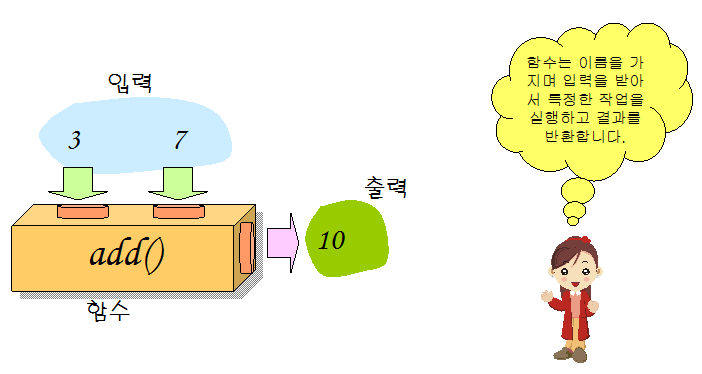 입력
3 7
add()
함수
출력
10
함수는 이름을 가
지며 입력을 받아
서 특정한 작업을
실행하고 결과를
반환합니다.